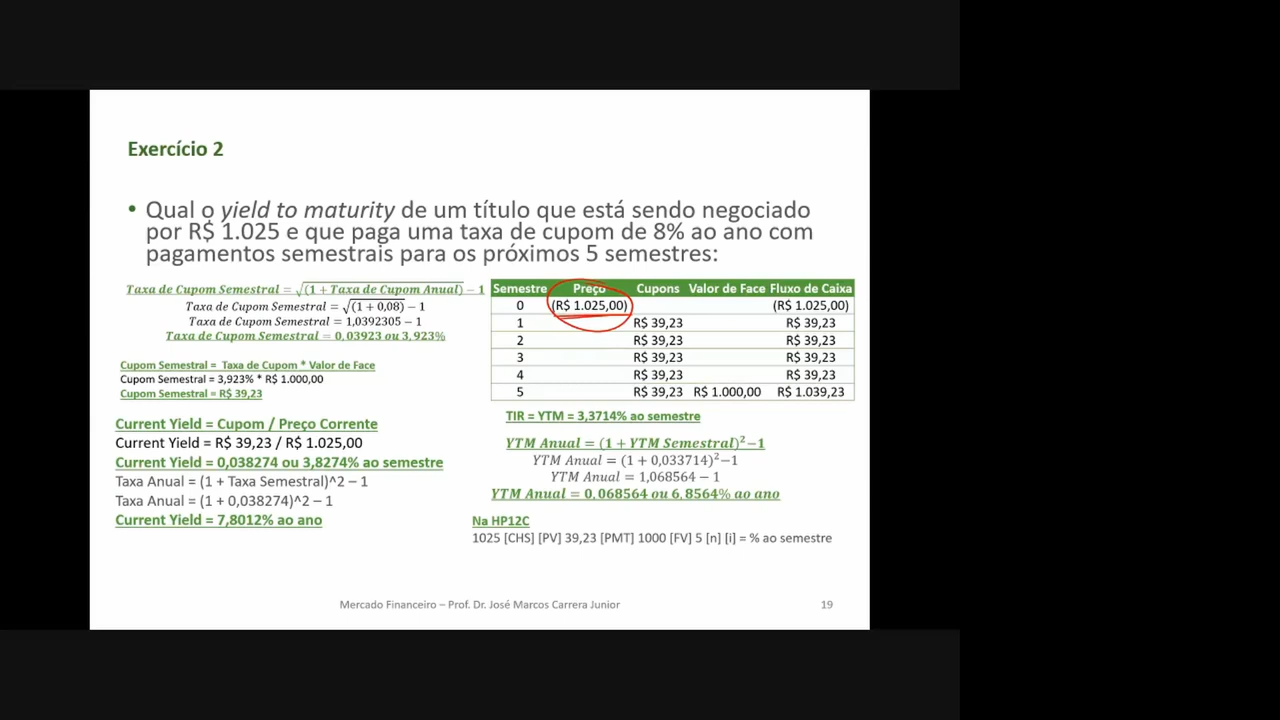 Exercício 2
• Qual o yield to maturity de um título que está sendo negociado
por R$ 1.025 e que paga uma taxa de cupom de 8% ao ano com
pagamentos semestrais para os próximos 5 semestres:
Taxa de Cupom Semestral = √(1 + Taxa de Cupom Anual) − 1
Taxa de Cupom Semestral = √(1 + 0,08) − 1
Taxa de Cupom Semestral = 1,0392305 − 1
Taxa de Cupom Semestral = 0,03923 ou 3,923%
Cupom Semestral = Taxa de Cupom * Valor de Face
Cupom Semestral = 3,923% * R$ 1.000,00
Cupom Semestral = R$ 39,23
Current Yield = Cupom / Preço Corrente
Current Yield = R$ 39,23 / R$ 1.025,00
Current Yield = 0,038274 ou 3,8274% ao semestre
Taxa Anual = (1 + Taxa Semestral)^2 – 1
Taxa Anual = (1 + 0,038274)^2 – 1
Current Yield = 7,8012% ao ano
Semestre Preço Cupons Valor de Face Fluxo de Caixa
0 (R$ 1.025,00) (R$ 1.025,00)
1 R$ 39,23 R$ 39,23
2 R$ 39,23 R$ 39,23
3 R$ 39,23 R$ 39,23
4 R$ 39,23 R$ 39,23
5 R$ 39,23 R$ 1.000,00 R$ 1.039,23
TIR = YTM = 3,3714% ao semestre
YTM Anual = (1 + YTM Semestral)²−1
YTM Anual = (1 + 0,033714)²−1
YTM Anual = 1,068564 − 1
YTM Anual = 0,068564 ou 6,8564% ao ano
Na HP12C
1025 [CHS] [PV] 39,23 [PMT] 1000 [FV] 5 [n] [i] = % ao semestre
Mercado Financeiro – Prof. Dr. José Marcos Carrera Junior
19